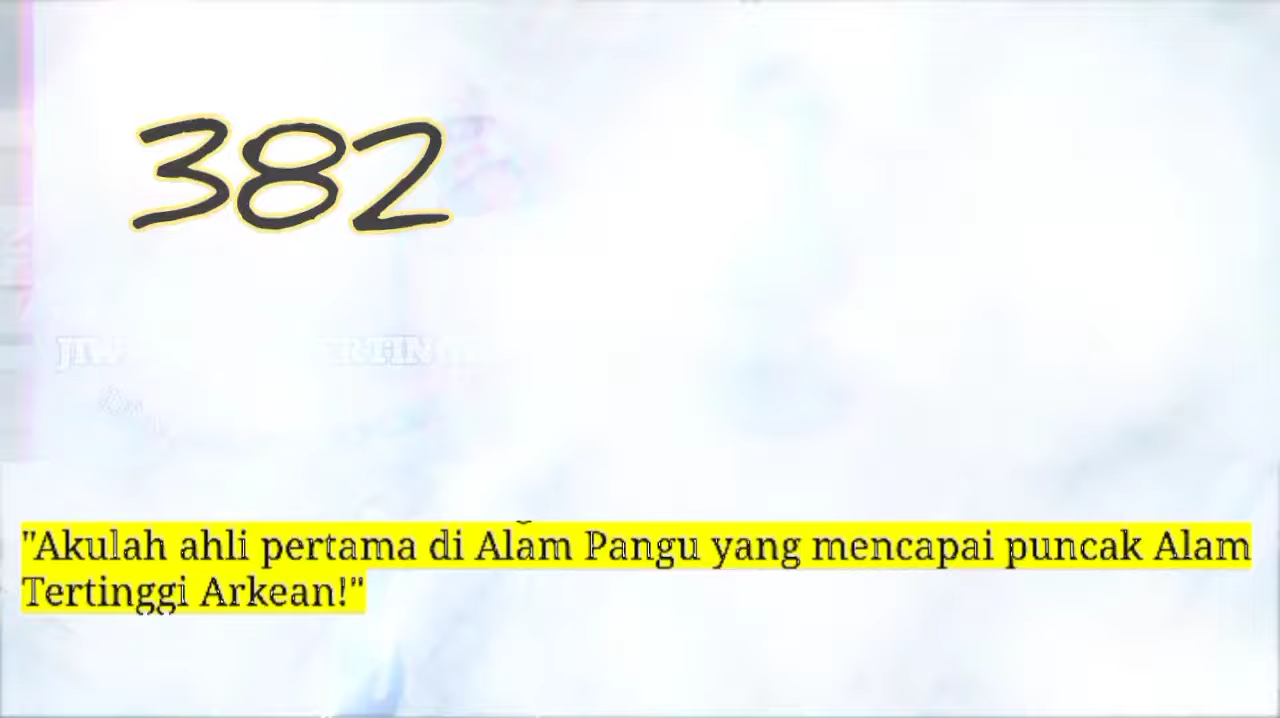 382
"Akulah ahli pertama di Alam Pangu yang mencapai puncak Alam
Tertinggi Arkean!"